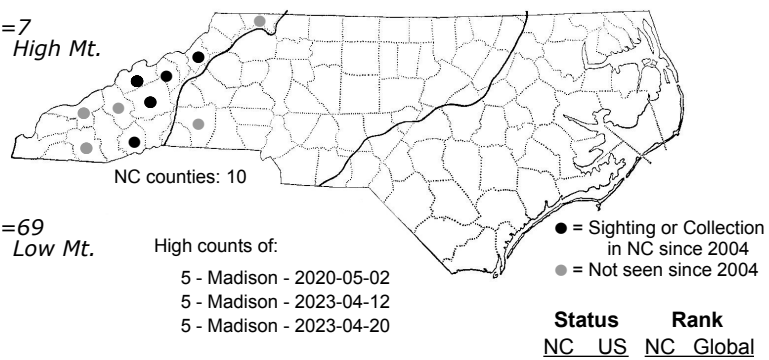 =7
High Mt.
NC counties: 10
=69
Low Mt.
High counts of:
5 - Madison - 2020-05-02
5 - Madison - 2023-04-12
5 - Madison - 2023-04-20
● = Sighting or Collection
in NC since 2004
● = Not seen since 2004
Status Rank
NC US NC Global